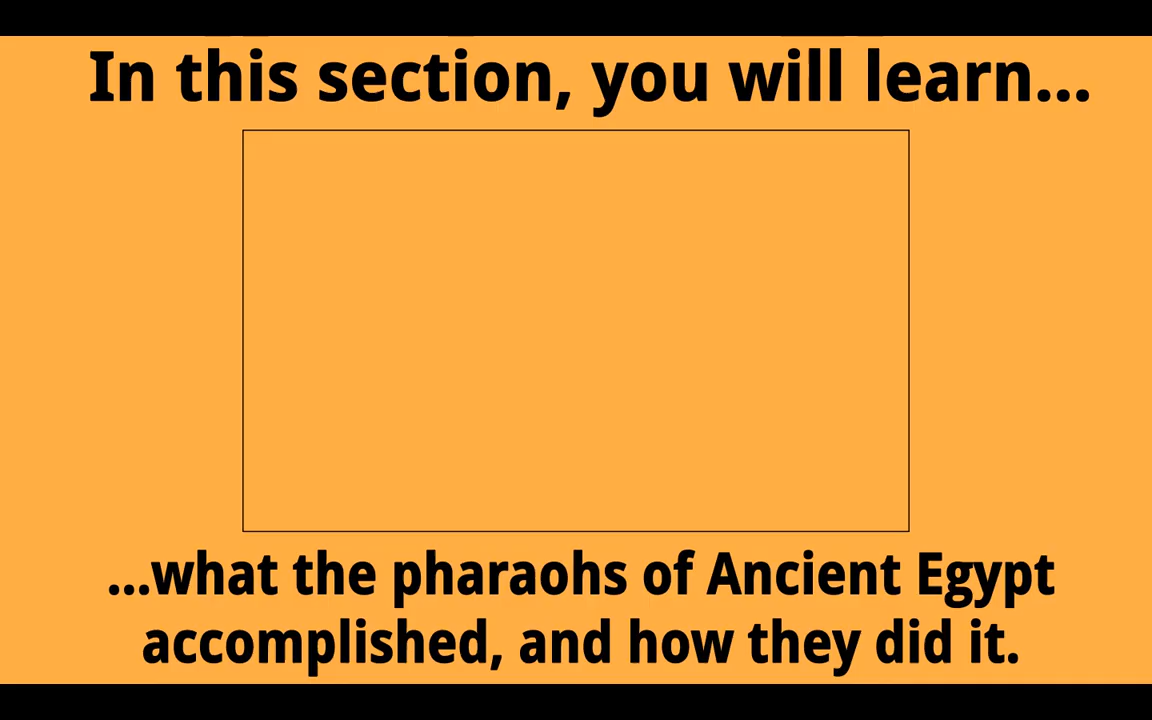 In this section, you will learn...
...what the pharaohs of Ancient Egypt
accomplished, and how they did it.